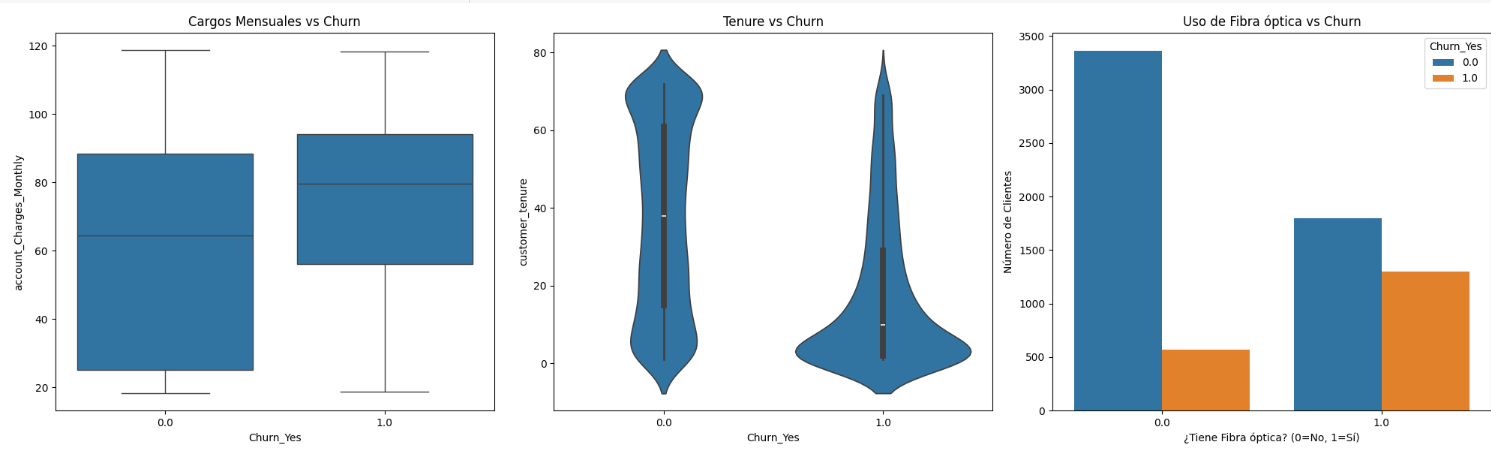 Cargos Mensuales vs Churn
120
100
80
60
40
20
account_Charges_Monthly
0.0
1.0
Churn_Yes
Tenure vs Churn
80
60
40
20
0
customer_tenure
0.0
1.0
Churn_Yes
Uso de Fibra óptica vs Churn
3500
3000
2500
2000
1500
1000
500
0
Número de Clientes
Churn_Yes
0.0
1.0
0.0
1.0
¿Tiene Fibra óptica? (0=No, 1=Sí)